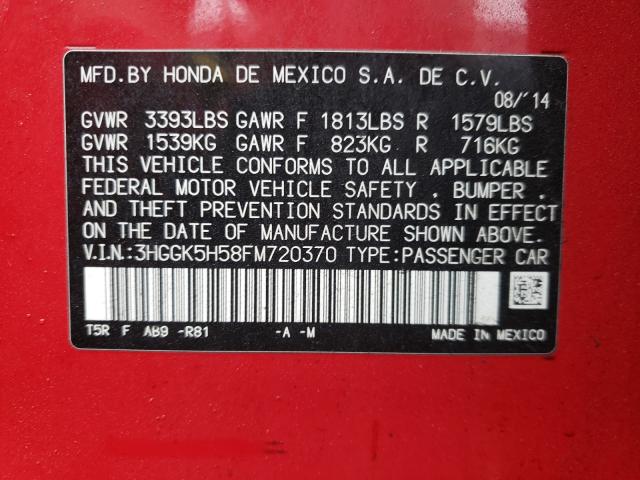 MFD.BY HONDA DE MEXICO S.A. DE C.V.
08/'14
GVWR 3393LBS GAWR F 1813LBS R 1579LBS
GVWR 1539KG GAWR F 823KG R 716KG
THIS VEHICLE CONFORMS TO ALL APPLICABLE
FEDERAL MOTOR VEHICLE SAFETY , BUMPER ,
AND THEFT PREVENTION STANDARDS IN EFFECT
ON THE DATE OF MANUFACTURE SHOWN ABOVE.
V.I.N.:3HGGK5H58FM720370 TYPE:PASSENGER CAR
T5R F AB9 -R81 -A -M MADE IN MEXICO